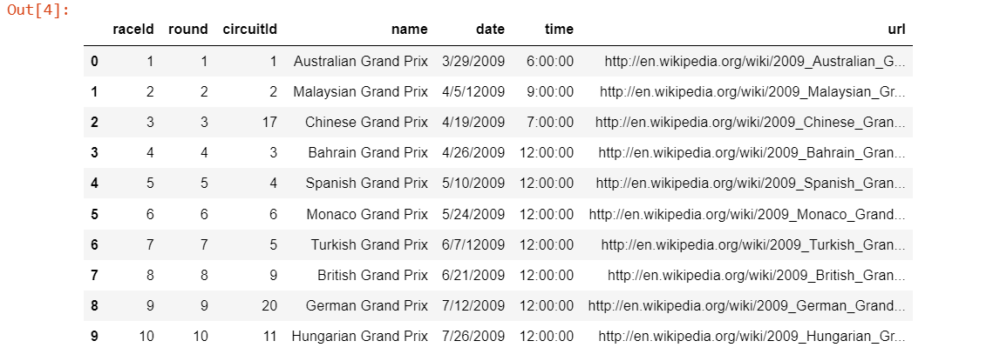 Out[4]:
raceId round circuitId name date time url
0 1 1 1 Australian Grand Prix 3/29/2009 6:00:00 http://en.wikipedia.org/wiki/2009_Australian_G...
1 2 2 2 Malaysian Grand Prix 4/5/12009 9:00:00 http://en.wikipedia.org/wiki/2009_Malaysian_Gr...
2 3 3 17 Chinese Grand Prix 4/19/2009 7:00:00 http://en.wikipedia.org/wiki/2009_Chinese_Gran...
3 4 4 3 Bahrain Grand Prix 4/26/2009 12:00:00 http://en.wikipedia.org/wiki/2009_Bahrain_Gran...
4 5 5 4 Spanish Grand Prix 5/10/2009 12:00:00 http://en.wikipedia.org/wiki/2009_Spanish_Gran...
5 6 6 6 Monaco Grand Prix 5/24/2009 12:00:00 http://en.wikipedia.org/wiki/2009_Monaco_Grand...
6 7 7 5 Turkish Grand Prix 6/7/12009 12:00:00 http://en.wikipedia.org/wiki/2009_Turkish_Gran...
7 8 8 9 British Grand Prix 6/21/2009 12:00:00 http://en.wikipedia.org/wiki/2009_British_Gran...
8 9 9 20 German Grand Prix 7/12/2009 12:00:00 http://en.wikipedia.org/wiki/2009_German_Grand...
9 10 10 11 Hungarian Grand Prix 7/26/2009 12:00:00 http://en.wikipedia.org/wiki/2009_Hungarian_Gr...